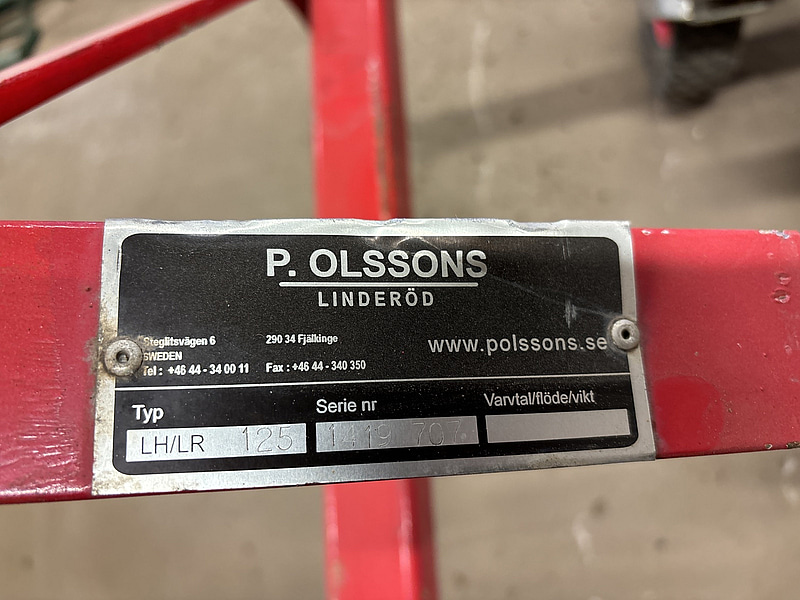 P. OLSSONS
LINDERÖD
Steglitsvägen 6 290 34 Fjälkinge
SWEDEN
Tel : +46 44 - 34 00 11 Fax : +46 44 - 340 350
www.polssons.se
Typ Serie nr Varvtal/flöde/vikt
LH/LR 125 1419 707